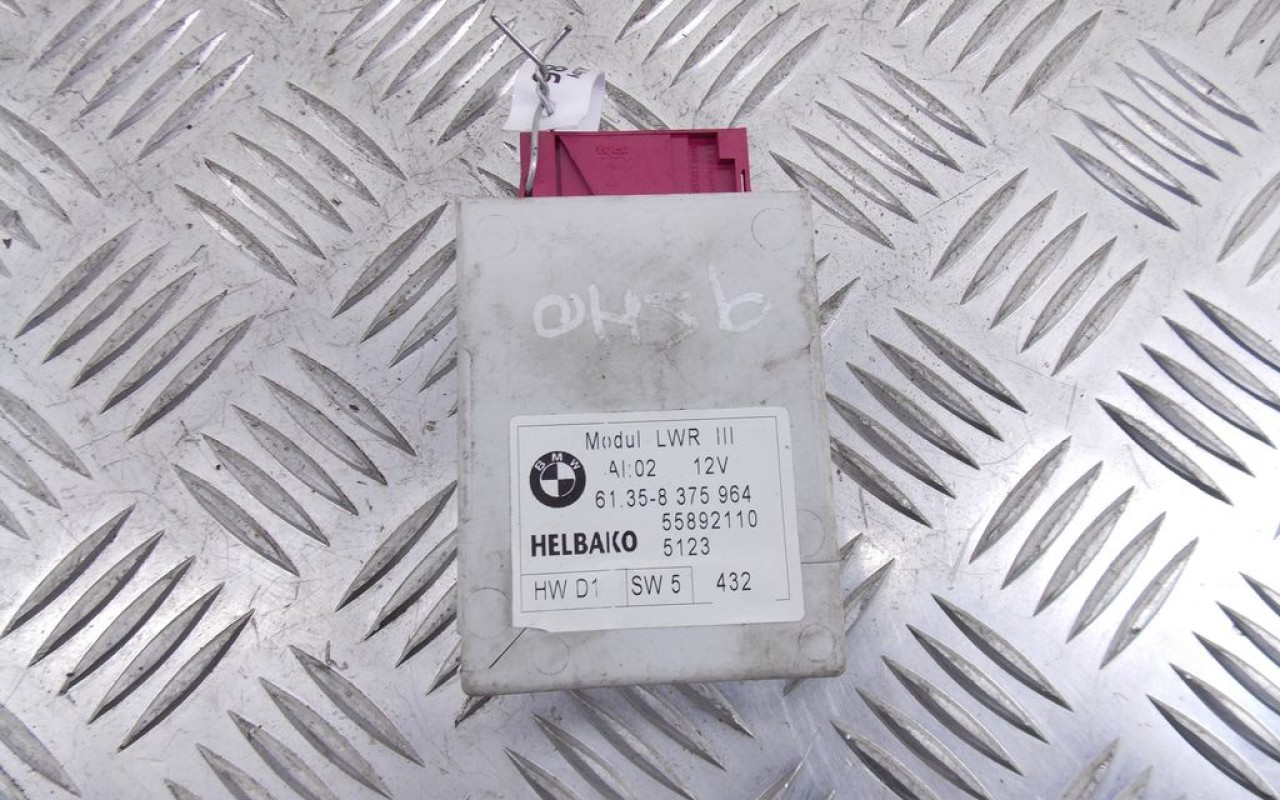 Modul LWR III
BMW
AI:02 12V
61.35-8 375 964
55892110
HELBAKO 5123
HW D1 SW 5 432